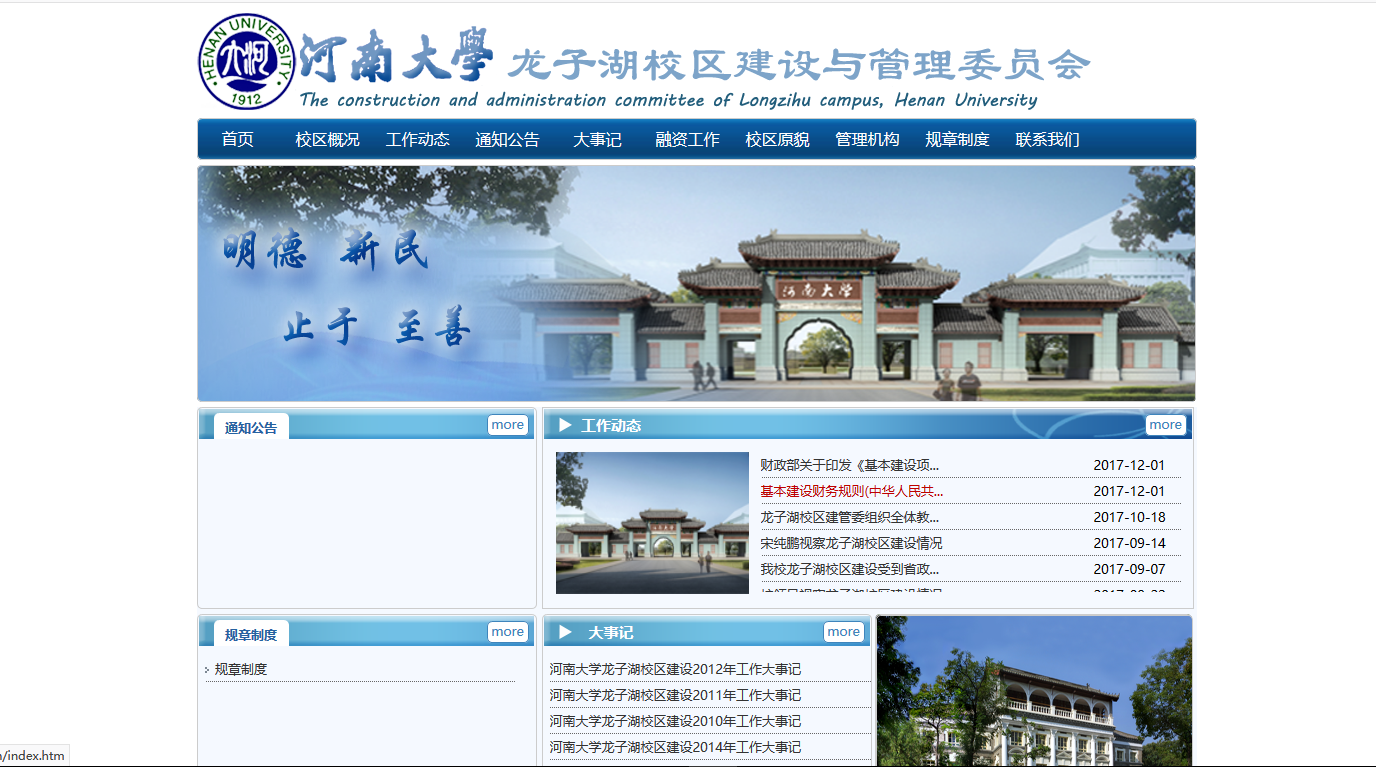 HENAN UNIVERSITY
1912
河南大學 龙子湖校区建设与管理委员会
The construction and administration committee of Longzihu campus, Henan University
首页 校区概况 工作动态 通知公告 大事记 融资工作 校区原貌 管理机构 规章制度 联系我们
明德 新民
止于 至善
河南大学
通知公告 more
工作动态 more
财政部关于印发《基本建设项... 2017-12-01
基本建设财务规则(中华人民共... 2017-12-01
龙子湖校区建管委组织全体教... 2017-10-18
宋纯鹏视察龙子湖校区建设情况 2017-09-14
我校龙子湖校区建设受到省政... 2017-09-07
规章制度 more
规章制度
大事记 more
河南大学龙子湖校区建设2012年工作大事记
河南大学龙子湖校区建设2011年工作大事记
河南大学龙子湖校区建设2010年工作大事记
河南大学龙子湖校区建设2014年工作大事记
/index.htm